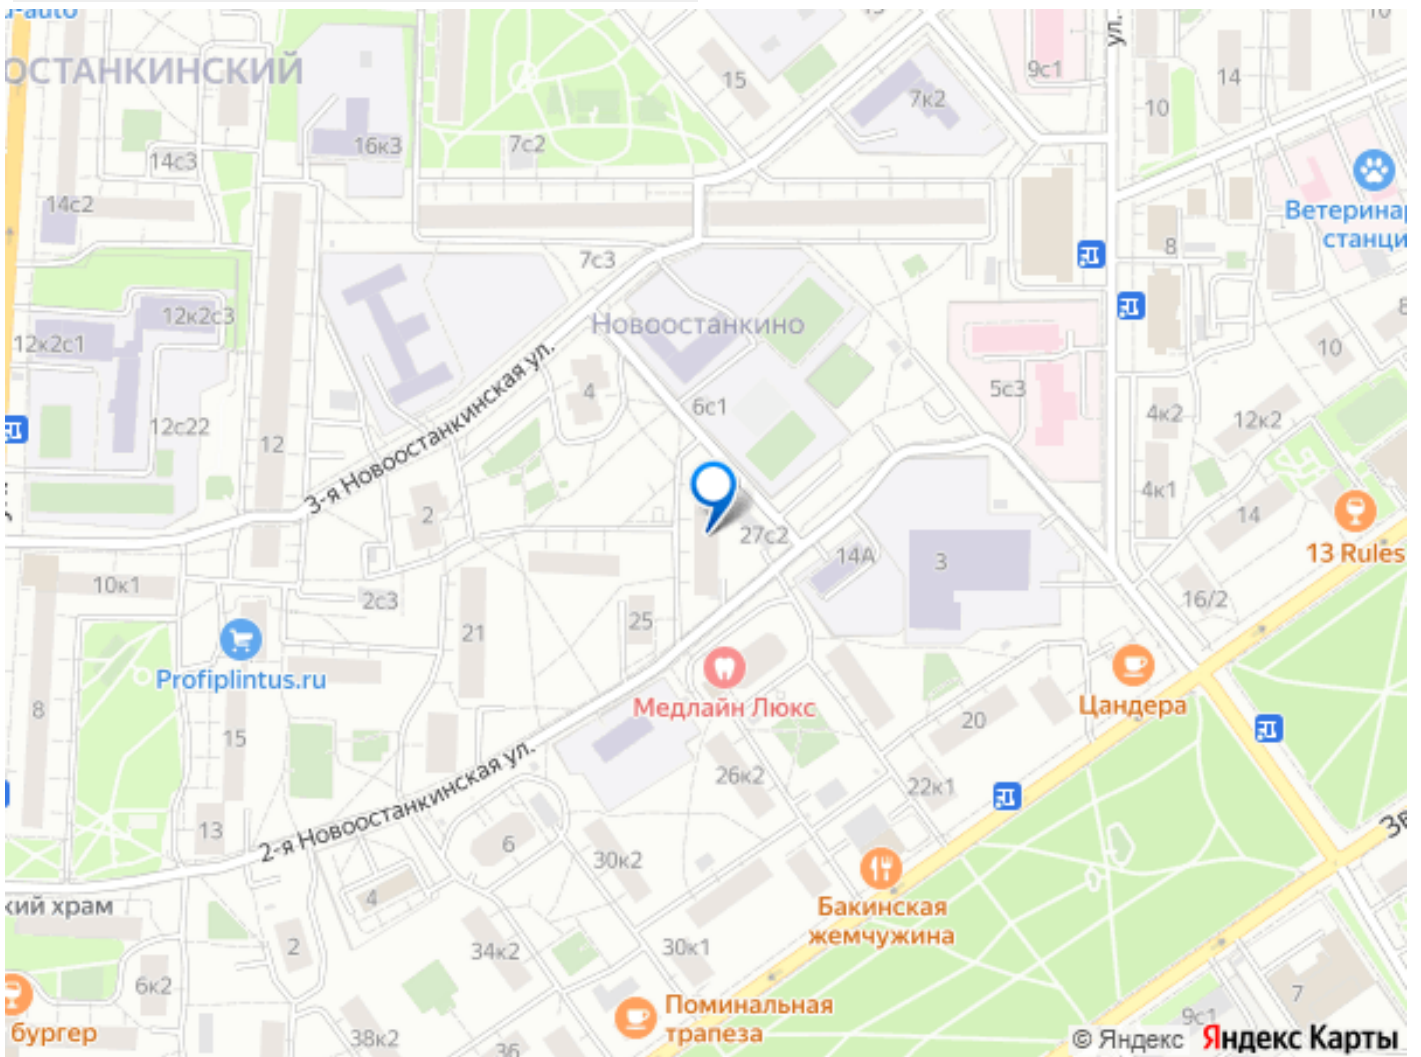 ОСТАНКИНСКИЙ
15
9с1
14
10
10
7к2
16к3
7с2
14с3
14с2
8
Ветеринар
станци
7с3
12к2с3
Новоостанкино
12к2с1
10
4
5с3
6с1
4к2
12к2
12с22
12
3-я Новоостанкинская ул.
4к1
14
2
27с2
13 Rules
14А
3
10к1
2с3
16/2
25
21
Profiplintus.ru
Медлайн Люкс
Цандера
8
20
15
26к2
22к1
2-я Новоостанкинская ул.
13
6
30к2
4
кий храм
Бакинская
жемчужина
2
34к2
30к1
6к2
7
Поминальная
трапеза
9с1
бургер
38к2
36
© Яндекс Яндекс Карты